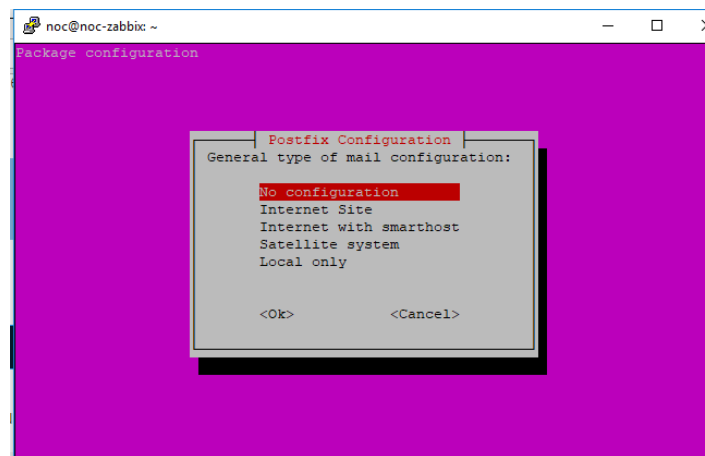 noc@noc-zabbix: ~
Package configuration
Postfix Configuration
General type of mail configuration:
No configuration
Internet Site
Internet with smarthost
Satellite system
Local only
<Ok> <Cancel>